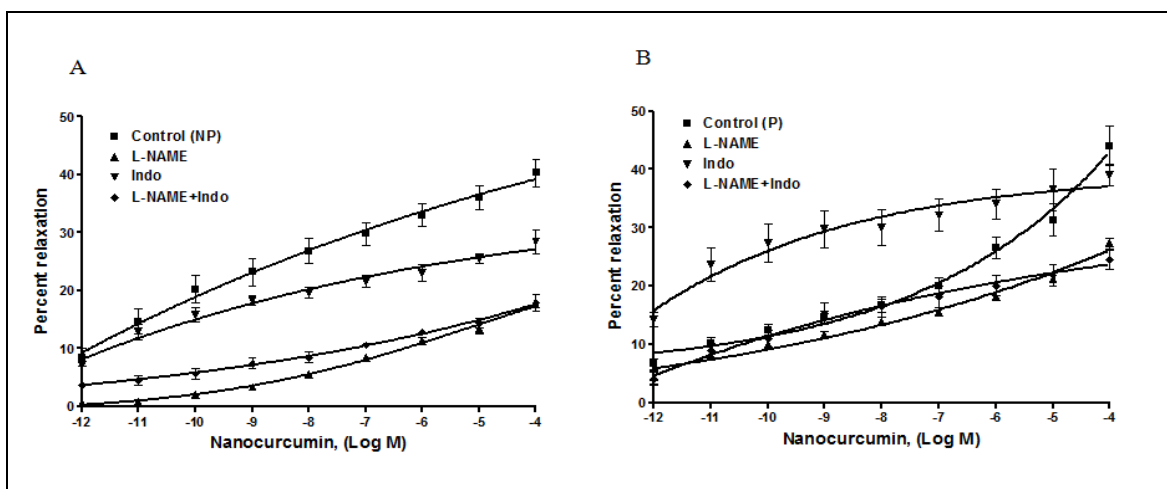 A
50
40
30
20
10
0
Percent relaxation
Control (NP)
L-NAME
Indo
L-NAME+Indo
-12 -11 -10 -9 -8 -7 -6 -5 -4
Nanocurcumin, (Log M)
B
50
40
30
20
10
0
Percent relaxation
Control (P)
L-NAME
Indo
L-NAME+Indo
-12 -11 -10 -9 -8 -7 -6 -5 -4
Nanocurcumin, (Log M)